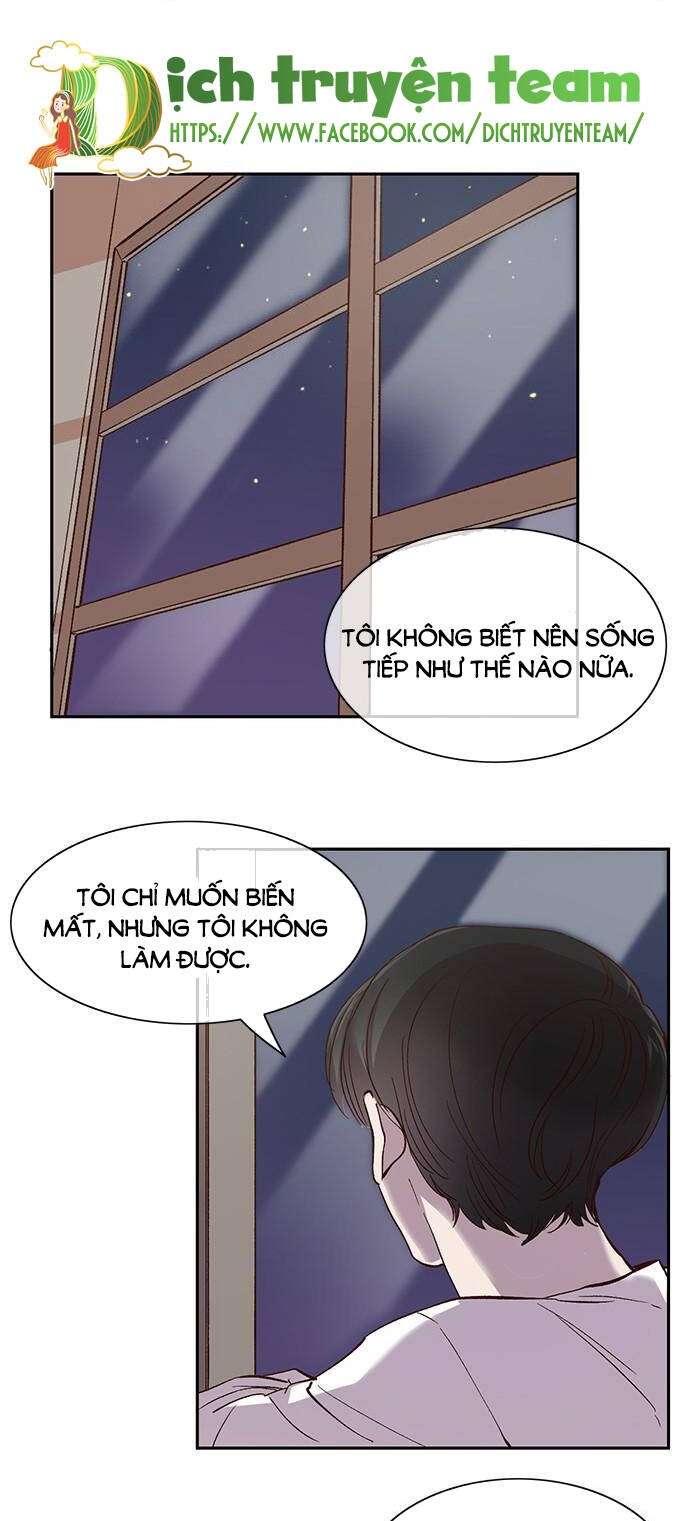 Dịch truyện team
HTTPS://WWW.FACEBOOK.COM/DICHTRUYENTEAM/
TÔI KHÔNG BIẾT NÊN SỐNG
TIẾP NHƯ THẾ NÀO NỮA.
TÔI CHỈ MUỐN BIẾN
MẤT, NHƯNG TÔI KHÔNG
LÀM ĐƯỢC.